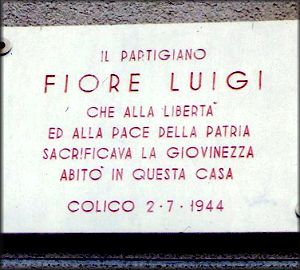 IL PARTIGIANO
FIORE LUIGI
CHE ALLA LIBERTA'
ED ALLA PACE DELLA PATRIA
SACRIFICAVA LA GIOVINEZZA
ABITO' IN QUESTA CASA
COLICO 2-7-1944